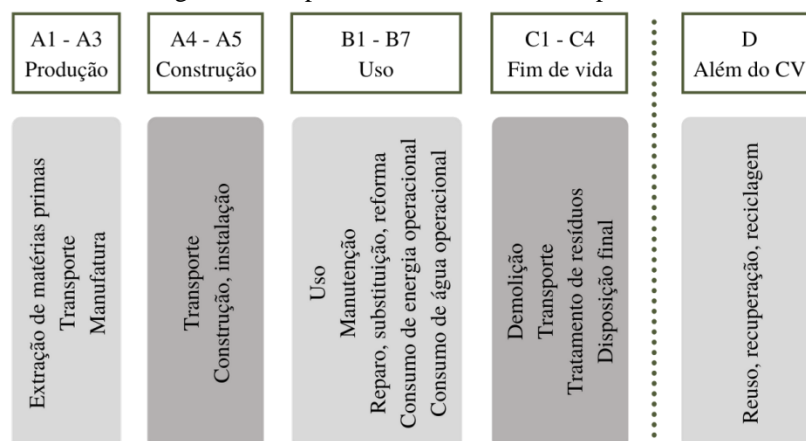 A1 - A3
Produção
A4 - A5
Construção
B1 - B7
Uso
C1 - C4
Fim de vida
D
Além do CV
Extração de matérias primas
Transporte
Manufatura
Transporte
Construção, instalação
Uso
Manutenção
Reparo, substituição, reforma
Consumo de energia operacional
Consumo de água operacional
Demolição
Transporte
Tratamento de resíduos
Disposição final
Reuso, recuperação, reciclagem